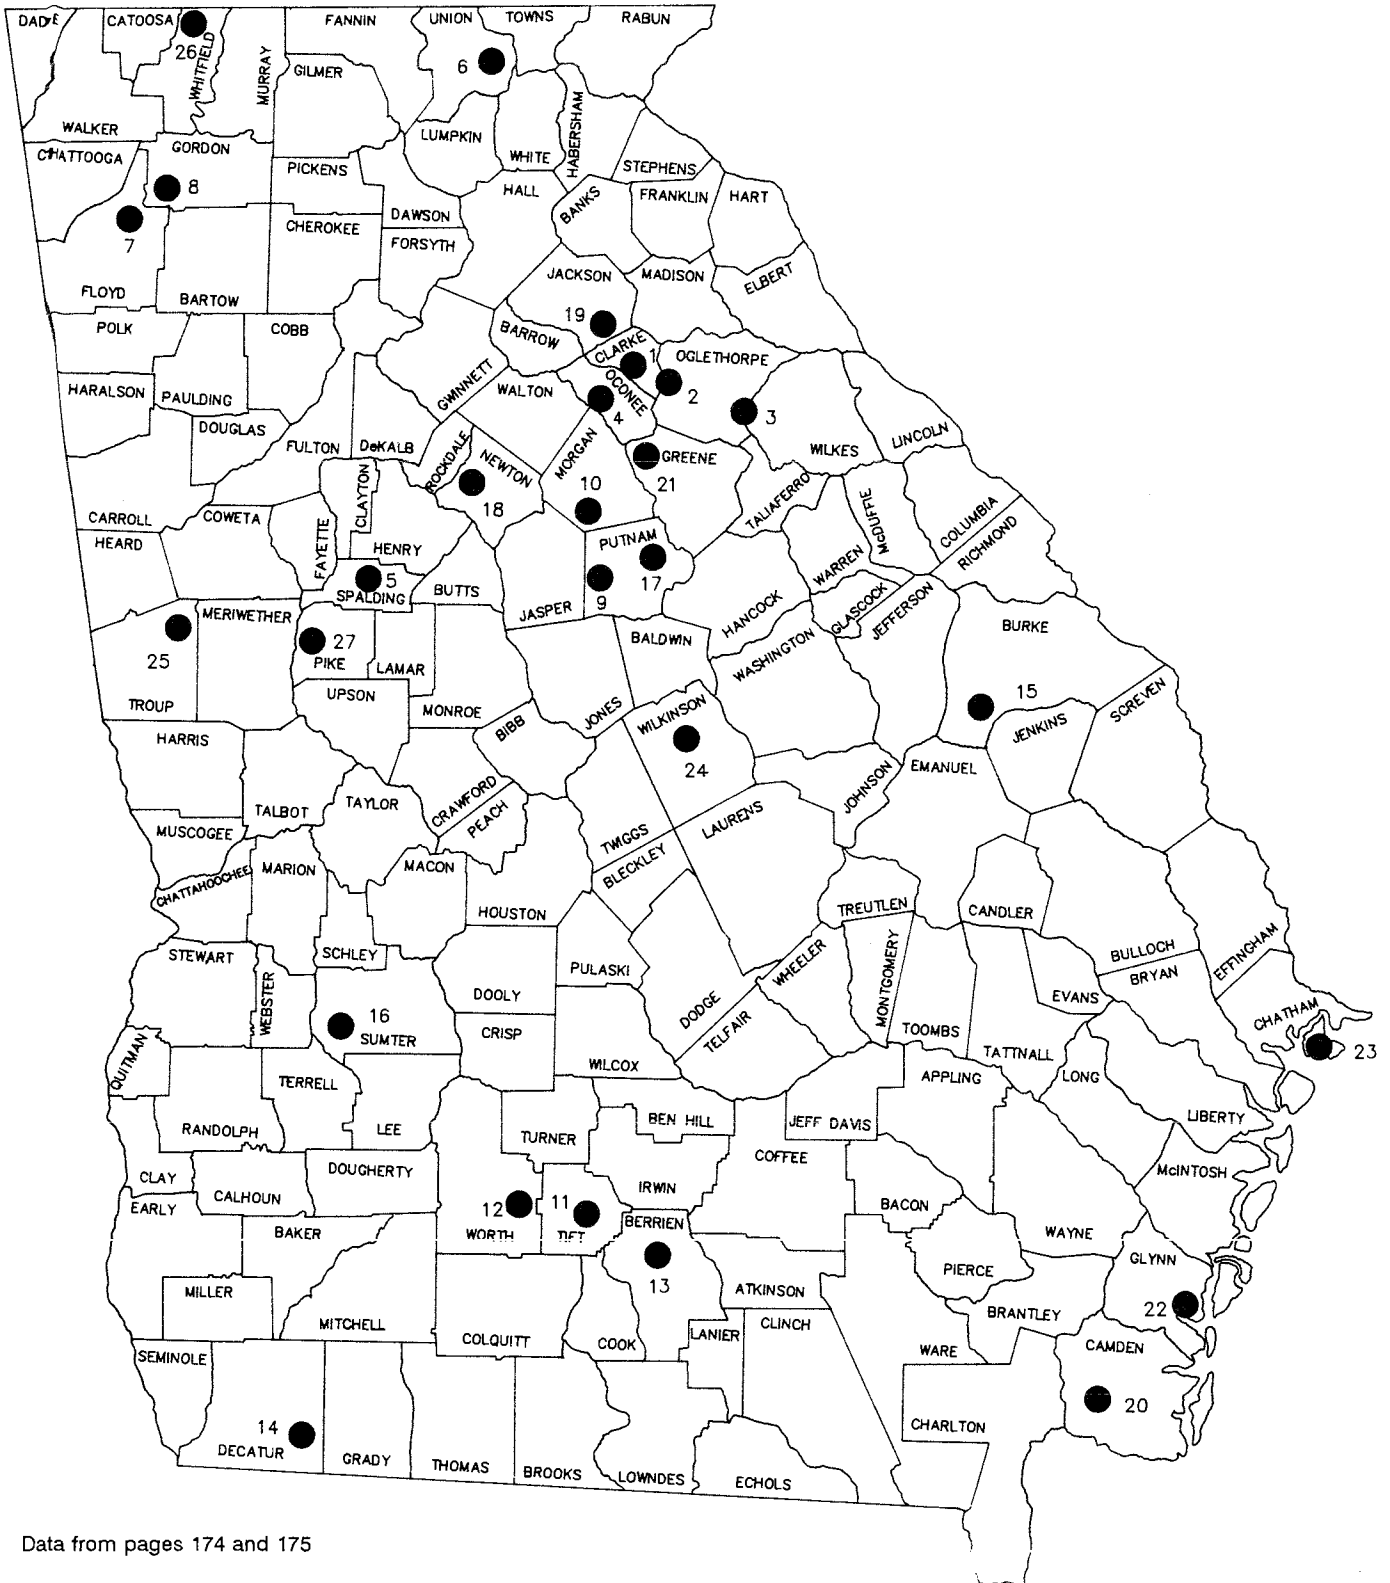 DADE
CATOOSA
FANNIN
UNION
TOWNS
RABUN
26
WHITFIELD
MURRAY
GILMER
6
HABERSHAM
WALKER
LUMPKIN
WHITE
CHATTOOGA
GORDON
PICKENS
STEPHENS
8
HALL
BANKS
FRANKLIN
HART
7
DAWSON
CHEROKEE
FORSYTH
FLOYD
BARTOW
JACKSON
MADISON
ELBERT
POLK
COBB
19
BARROW
CLARKE
1
OGLETHORPE
HARALSON
PAULDING
GWINNETT
WALTON
OCONEE
2
4
3
DOUGLAS
FULTON
DeKALB
ROCKDALE
NEWTON
MORGAN
GREENE
WILKES
LINCOLN
CLAYTON
18
10
21
TALIAFERRO
McDUFFIE
COLUMBIA
CARROLL
COWETA
FAYETTE
HENRY
PUTNAM
RICHMOND
HEARD
5
SPALDING
BUTTS
JASPER
9
17
WARREN
HANCOCK
GLASCOCK
JEFFERSON
MERIWETHER
27
PIKE
LAMAR
BALDWIN
WASHINGTON
BURKE
25
TROUP
UPSON
MONROE
BIBB
JONES
WILKINSON
15
JENKINS
SCREVEN
HARRIS
24
EMANUEL
TALBOT
TAYLOR
CRAWFORD
PEACH
JOHNSON
MUSCOGEE
TWIGGS
LAURENS
CHATTAHOOCHEE
MARION
MACON
BLECKLEY
HOUSTON
TREUTLEN
CANDLER
STEWART
SCHLEY
PULASKI
WHEELER
MONTGOMERY
BULLOCH
EFFINGHAM
WEBSTER
DOOLY
DODGE
EVANS
BRYAN
16
SUMTER
CRISP
TELFAIR
TOOMBS
CHATHAM
23
QUITMAN
TERRELL
WILCOX
TATTNALL
APPLING
LONG
RANDOLPH
LEE
TURNER
BEN HILL
JEFF DAVIS
LIBERTY
CLAY
DOUGHERTY
COFFEE
McINTOSH
EARLY
CALHOUN
12
11
IRWIN
BACON
BAKER
WORTH
TIFT
BERRIEN
WAYNE
GLYNN
MILLER
13
ATKINSON
PIERCE
22
MITCHELL
COLQUITT
COOK
LANIER
CLINCH
BRANTLEY
SEMINOLE
WARE
CAMDEN
14
DECATUR
GRADY
THOMAS
BROOKS
LOWNDES
ECHOLS
CHARLTON
20
Data from pages 174 and 175